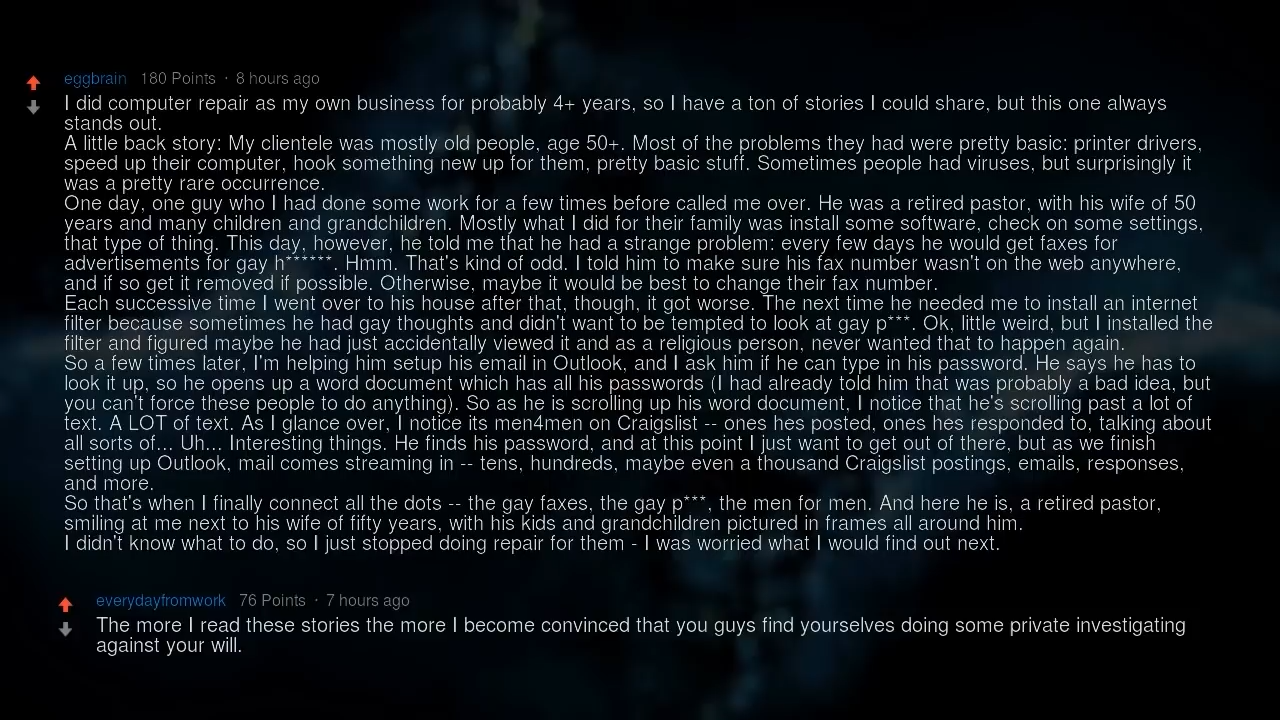 eggbrain 180 Points · 8 hours ago
I did computer repair as my own business for probably 4+ years, so I have a ton of stories I could share, but this one always
stands out.
A little back story: My clientele was mostly old people, age 50+. Most of the problems they had were pretty basic: printer drivers,
speed up their computer, hook something new up for them, pretty basic stuff. Sometimes people had viruses, but surprisingly it
was a pretty rare occurrence.
One day, one guy who I had done some work for a few times before called me over. He was a retired pastor, with his wife of 50
years and many children and grandchildren. Mostly what I did for their family was install some software, check on some settings,
that type of thing. This day, however, he told me that he had a strange problem: every few days he would get faxes for
advertisements for gay h******. Hmm. That's kind of odd. I told him to make sure his fax number wasn't on the web anywhere,
and if so get it removed if possible. Otherwise, maybe it would be best to change their fax number.
Each successive time I went over to his house after that, though, it got worse. The next time he needed me to install an internet
filter because sometimes he had gay thoughts and didn't want to be tempted to look at gay p***. Ok, little weird, but I installed the
filter and figured maybe he had just accidentally viewed it and as a religious person, never wanted that to happen again.
So a few times later, I'm helping him setup his email in Outlook, and I ask him if he can type in his password. He says he has to
look it up, so he opens up a word document which has all his passwords (I had already told him that was probably a bad idea, but
you can't force these people to do anything). So as he is scrolling up his word document, I notice that he's scrolling past a lot of
text. A LOT of text. As I glance over, I notice its men4men on Craigslist -- ones hes posted, ones hes responded to, talking about
all sorts of... Uh... Interesting things. He finds his password, and at this point I just want to get out of there, but as we finish
setting up Outlook, mail comes streaming in -- tens, hundreds, maybe even a thousand Craigslist postings, emails, responses,
and more.
So that's when I finally connect all the dots -- the gay faxes, the gay p***, the men for men. And here he is, a retired pastor,
smiling at me next to his wife of fifty years, with his kids and grandchildren pictured in frames all around him.
I didn't know what to do, so I just stopped doing repair for them - I was worried what I would find out next.
everydayfromwork 76 Points · 7 hours ago
The more I read these stories the more I become convinced that you guys find yourselves doing some private investigating
against your will.